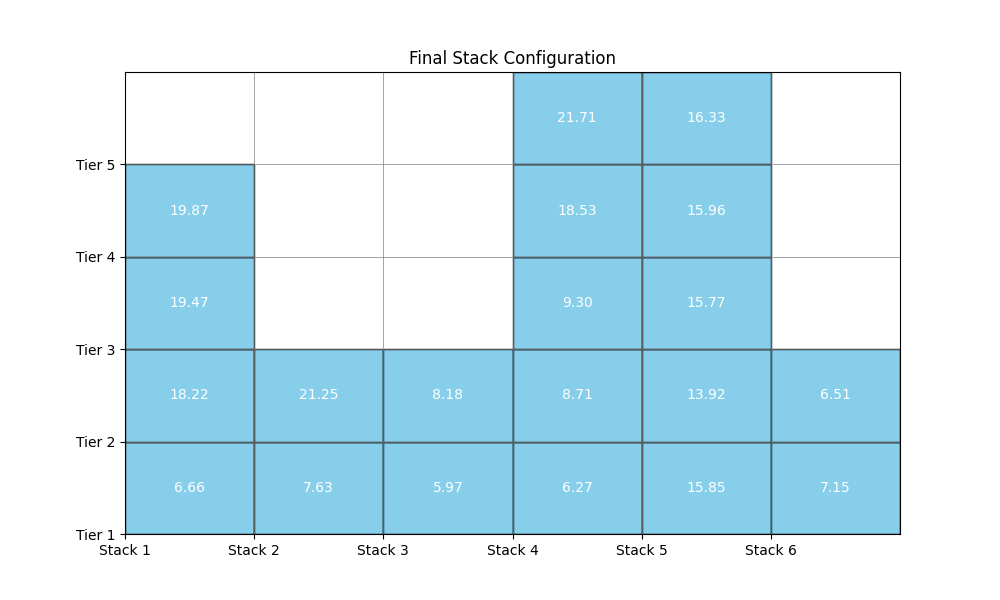 Final Stack Configuration
21.71 16.33
Tier 5
19.87 18.53 15.96
Tier 4
19.47 9.30 15.77
Tier 3
18.22 21.25 8.18 8.71 13.92 6.51
Tier 2
6.66 7.63 5.97 6.27 15.85 7.15
Tier 1
Stack 1 Stack 2 Stack 3 Stack 4 Stack 5 Stack 6